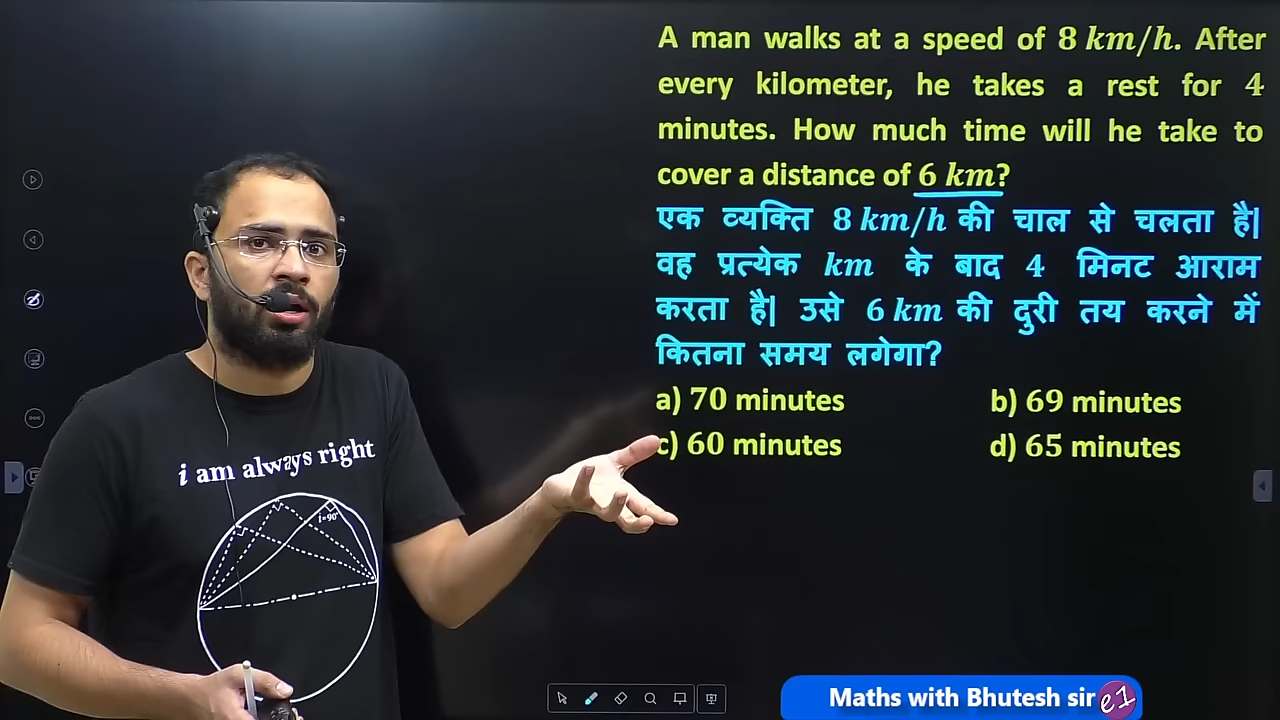 A man walks at a speed of 8 km/h. After
every kilometer, he takes a rest for 4
minutes. How much time will he take to
cover a distance of 6 km?
एक व्यक्ति 8 km/h की चाल से चलता है|
वह प्रत्येक km के बाद 4 मिनट आराम
करता है| उसे 6 km की दुरी तय करने में
कितना समय लगेगा?
a) 70 minutes b) 69 minutes
c) 60 minutes d) 65 minutes
i am always right
i=90°
Maths with Bhutesh sir e1